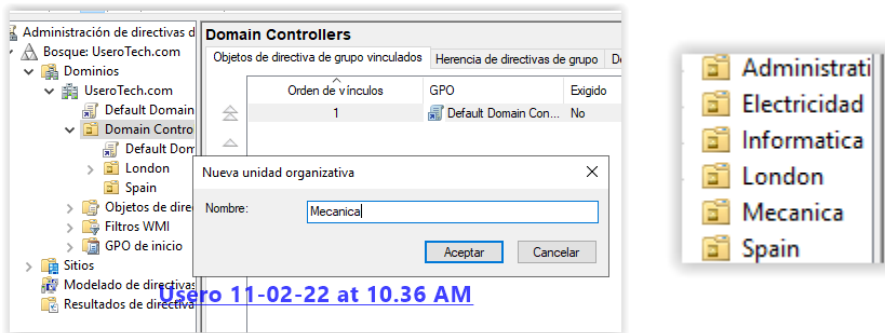 Administración de directivas d
Bosque: UseroTech.com
Dominios
UseroTech.com
Default Domain
Domain Contro
Default Dom
London
Spain
Objetos de dire
Filtros WMI
GPO de inicio
Sitios
Modelado de directivas
Resultados de directiva
Domain Controllers
Objetos de directiva de grupo vinculados Herencia de directivas de grupo De
Orden de vínculos GPO Exigido
1 Default Domain Con... No
Nueva unidad organizativa
Nombre: Mecanica
Aceptar Cancelar
Usero 11-02-22 at 10.36 AM
Administrati
Electricidad
Informatica
London
Mecanica
Spain